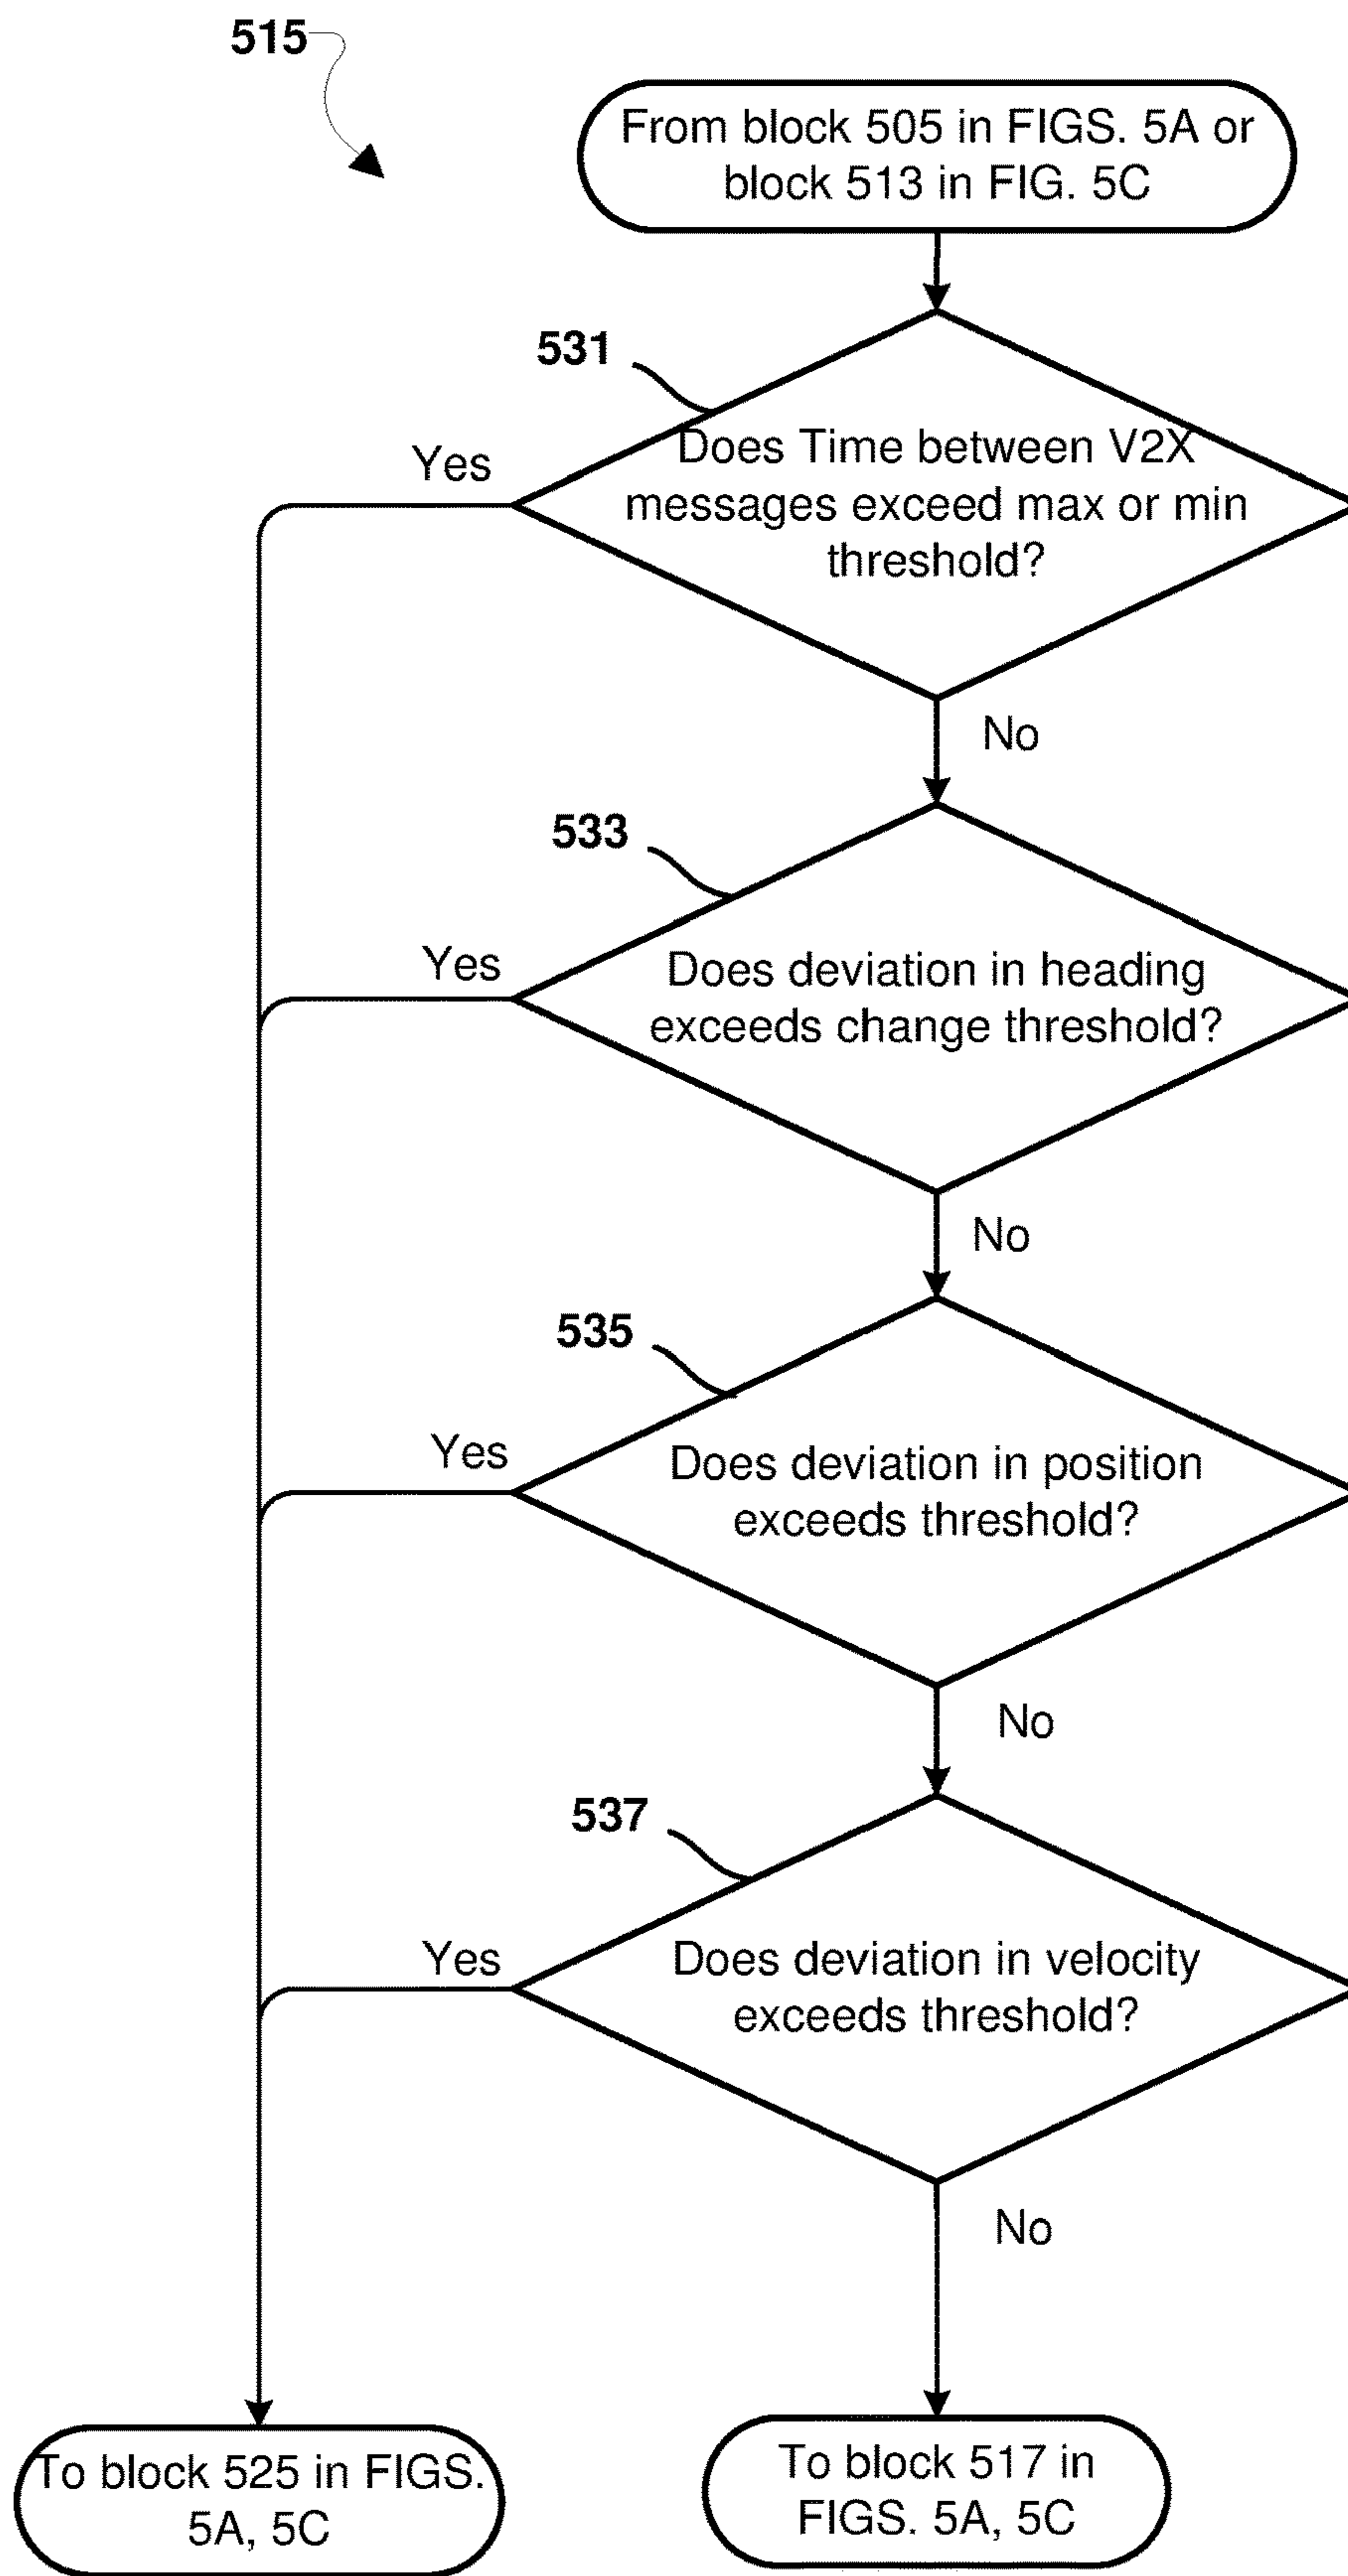 515
From block 505 in FIGS. 5A or
block 513 in FIG. 5C
531
Yes
Does Time between V2X
messages exceed max or min
threshold?
No
533
Yes
Does deviation in heading
exceeds change threshold?
No
535
Yes
Does deviation in position
exceeds threshold?
No
537
Yes
Does deviation in velocity
exceeds threshold?
No
To block 525 in FIGS.
5A, 5C
To block 517 in
FIGS. 5A, 5C